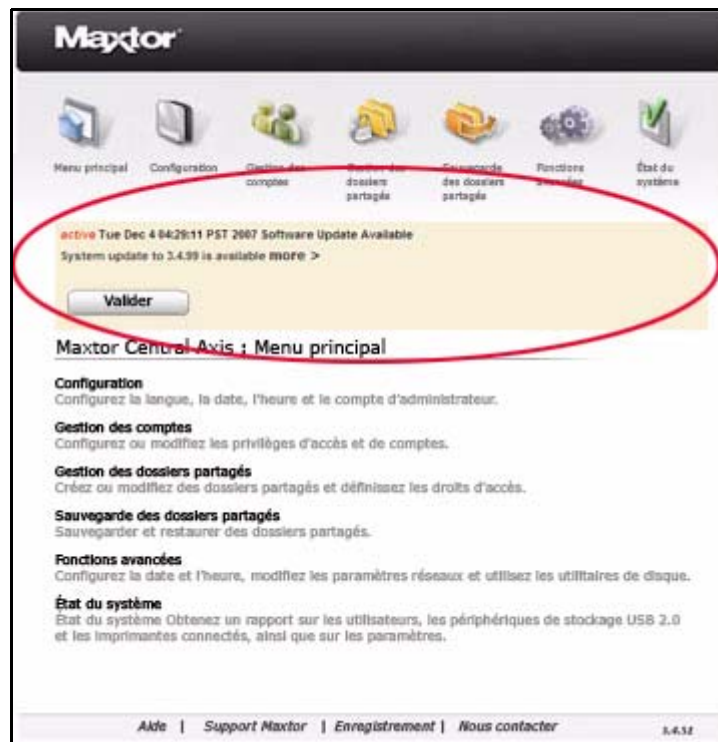 Maxtor
Menu principal
Configuration
Gestion des
comptes
Gestion des
dossiers
partagés
Sauvegarde
des dossiers
partagés
Fonctions
avancées
État du
système
active Tue Dec 4 04:29:11 PST 2007 Software Update Available
System update to 3.4.99 is available more >
Valider
Maxtor Central Axis : Menu principal
Configuration
Configurez la langue, la date, l'heure et le compte d'administrateur.
Gestion des comptes
Configurez ou modifiez les privilèges d'accès et de comptes.
Gestion des dossiers partagés
Créez ou modifiez des dossiers partagés et définissez les droits d'accès.
Sauvegarde des dossiers partagés
Sauvegarder et restaurer des dossiers partagés.
Fonctions avancées
Configurez la date et l'heure, modifiez les paramètres réseaux et utilisez les utilitaires de disque.
État du système
État du système Obtenez un rapport sur les utilisateurs, les périphériques de stockage USB 2.0
et les imprimantes connectés, ainsi que sur les paramètres.
Aide | Support Maxtor | Enregistrement | Nous contacter